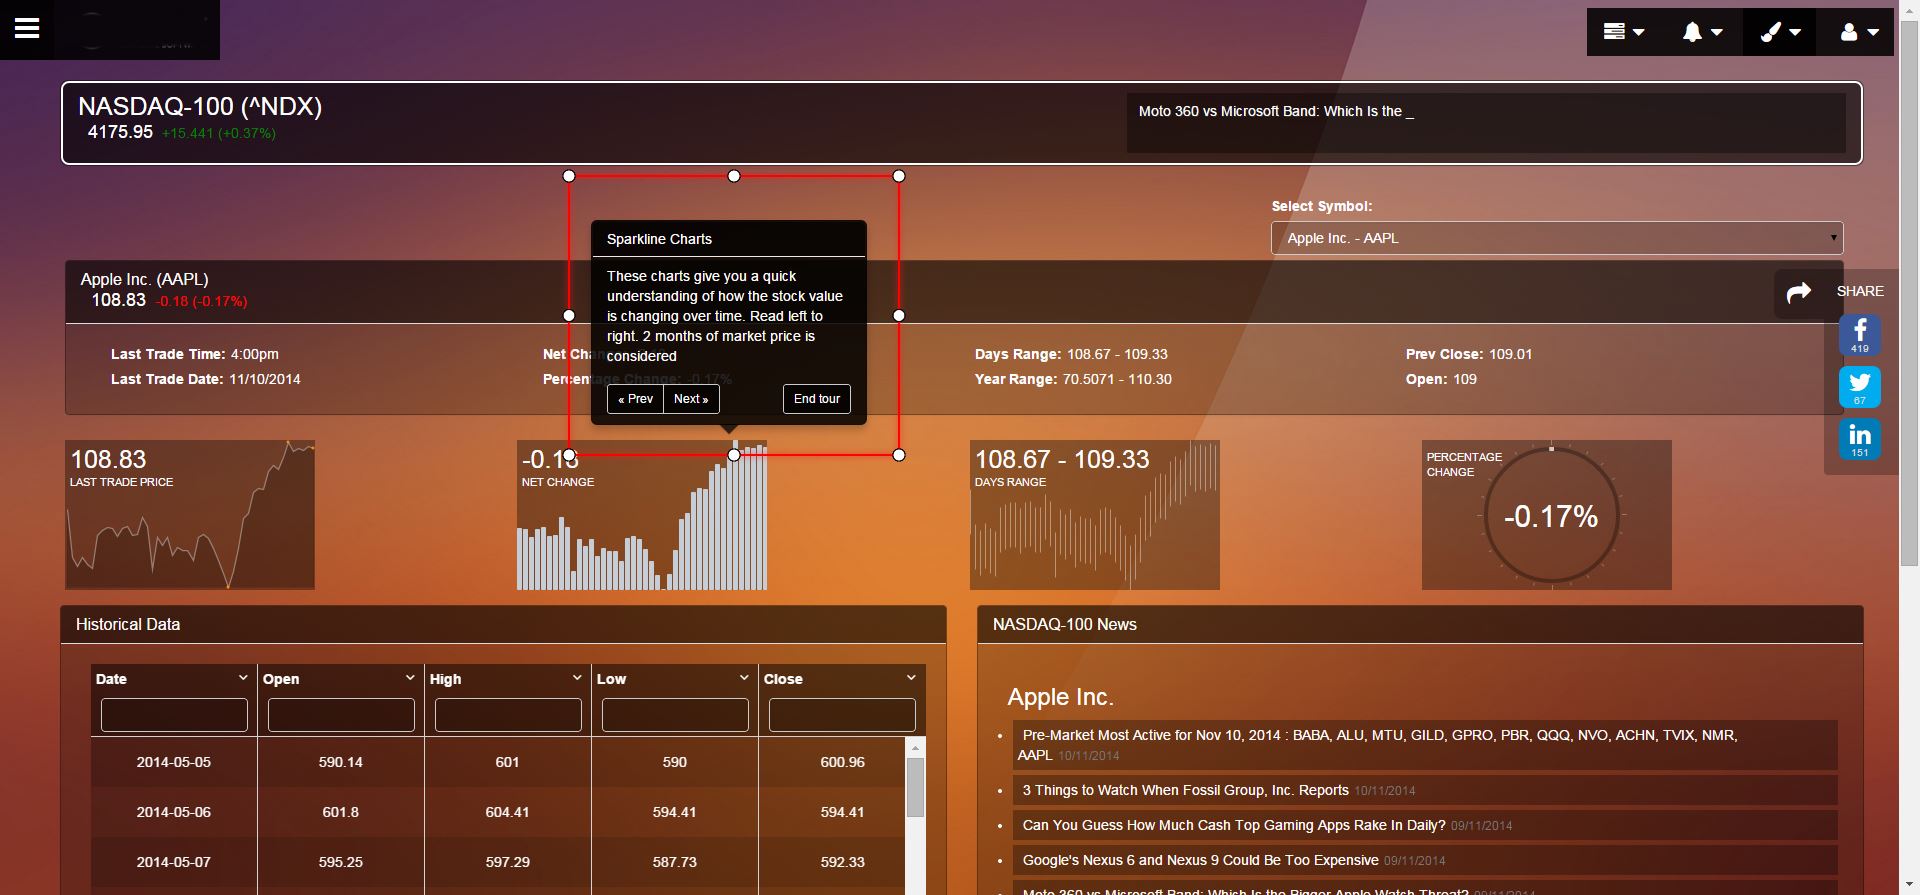 NASDAQ-100 (^NDX)
4175.95 +15.441 (+0.37%)
Moto 360 vs Microsoft Band: Which Is the _
Select Symbol:
Apple Inc. - AAPL
Sparkline Charts
These charts give you a quick
understanding of how the stock value
is changing over time. Read left to
right. 2 months of market price is
considered
« Prev
Next »
End tour
Apple Inc. (AAPL)
108.83 -0.18 (-0.17%)
SHARE
419
67
151
Last Trade Time: 4:00pm
Last Trade Date: 11/10/2014
Net Chan
Percentage Change: -0.17%
Days Range: 108.67 - 109.33
Year Range: 70.5071 - 110.30
Prev Close: 109.01
Open: 109
108.83
LAST TRADE PRICE
-0.18
NET CHANGE
108.67 - 109.33
DAYS RANGE
PERCENTAGE
CHANGE
-0.17%
Historical Data
Date Open High Low Close
2014-05-05 590.14 601 590 600.96
2014-05-06 601.8 604.41 594.41 594.41
2014-05-07 595.25 597.29 587.73 592.33
NASDAQ-100 News
Apple Inc.
Pre-Market Most Active for Nov 10, 2014 : BABA, ALU, MTU, GILD, GPRO, PBR, QQQ, NVO, ACHN, TVIX, NMR,
AAPL 10/11/2014
3 Things to Watch When Fossil Group, Inc. Reports 10/11/2014
Can You Guess How Much Cash Top Gaming Apps Rake In Daily? 09/11/2014
Google's Nexus 6 and Nexus 9 Could Be Too Expensive 09/11/2014
Moto 360 vs Microsoft Band: Which Is the Bigger Apple Watch Threat? 09/11/2014